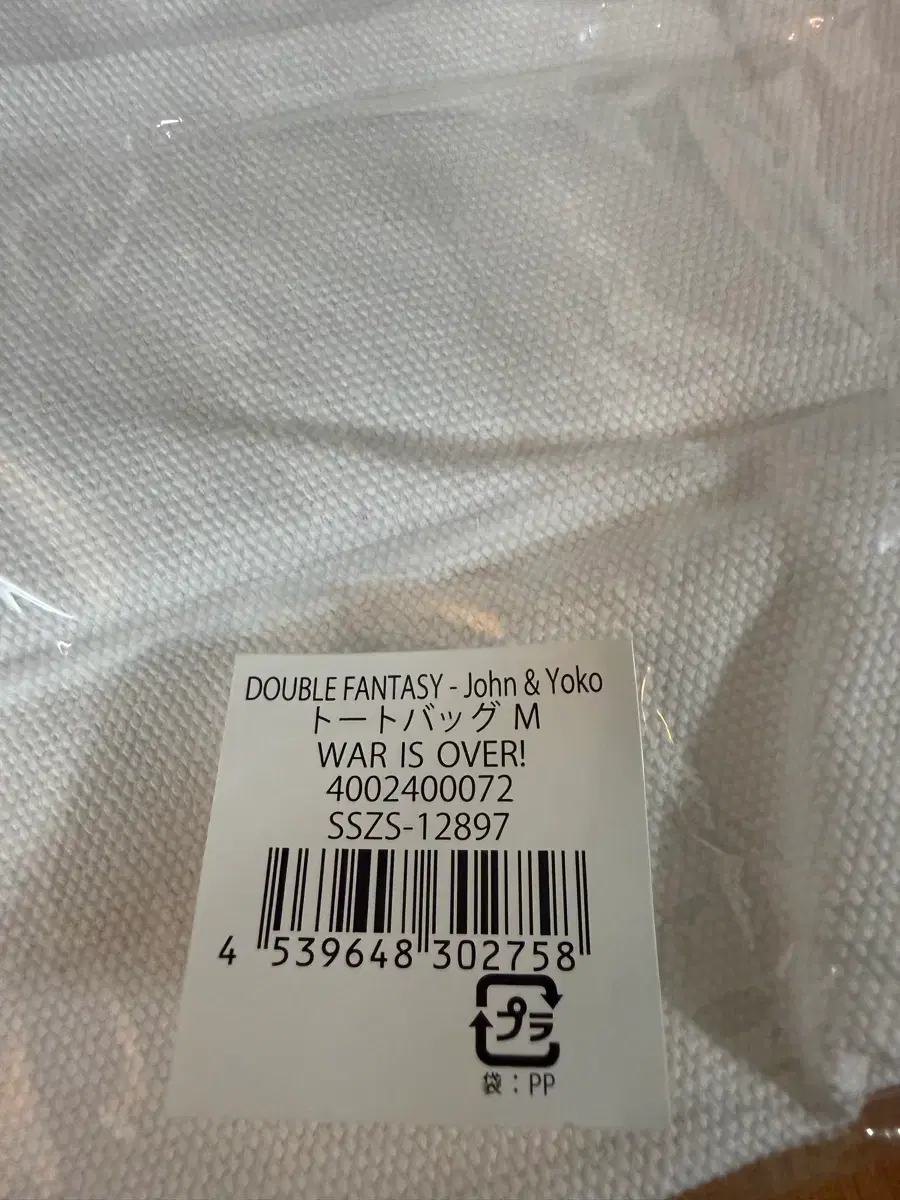 DOUBLE FANTASY - John & Yoko
トートバッグ M
WAR IS OVER!
4002400072
SSZS-12897
4 539648 302758
プラ
袋：PP